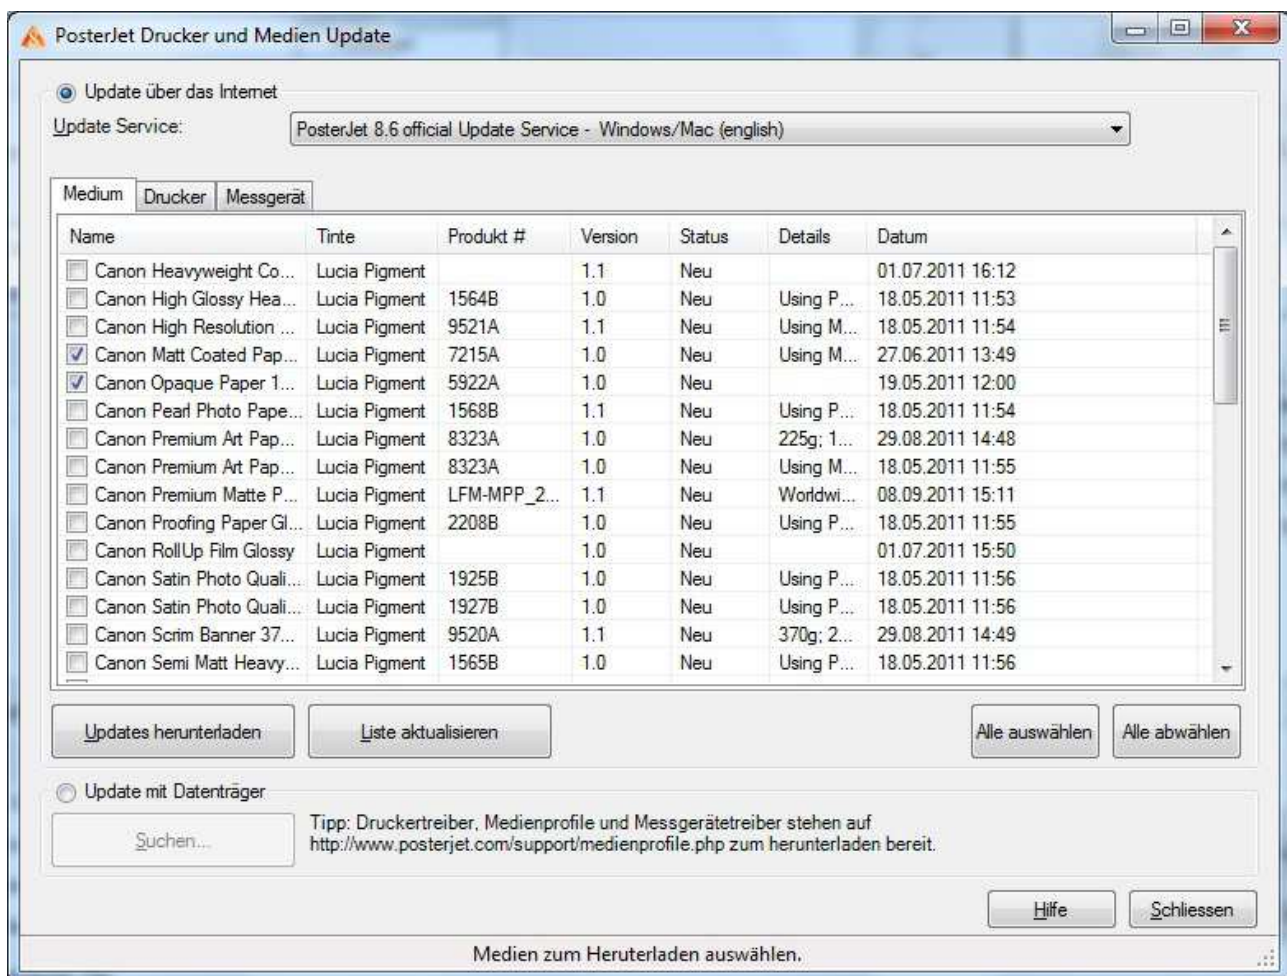 PosterJet Drucker und Medien Update
Update über das Internet
Update Service: PosterJet 8.6 official Update Service - Windows/Mac (english)
Medium Drucker Messgerät
Name Tinte Produkt # Version Status Details Datum
Canon Heavyweight Co... Lucia Pigment 1.1 Neu 01.07.2011 16:12
Canon High Glossy Hea... Lucia Pigment 1564B 1.0 Neu Using P... 18.05.2011 11:53
Canon High Resolution ... Lucia Pigment 9521A 1.1 Neu Using M... 18.05.2011 11:54
Canon Matt Coated Pap... Lucia Pigment 7215A 1.0 Neu Using M... 27.06.2011 13:49
Canon Opaque Paper 1... Lucia Pigment 5922A 1.0 Neu 19.05.2011 12:00
Canon Pearl Photo Pape... Lucia Pigment 1568B 1.1 Neu Using P... 18.05.2011 11:54
Canon Premium Art Pap... Lucia Pigment 8323A 1.0 Neu 225g; 1... 29.08.2011 14:48
Canon Premium Art Pap... Lucia Pigment 8323A 1.0 Neu Using M... 18.05.2011 11:55
Canon Premium Matte P... Lucia Pigment LFM-MPP_2... 1.1 Neu Worldwi... 08.09.2011 15:11
Canon Proofing Paper Gl... Lucia Pigment 2208B 1.0 Neu Using P... 18.05.2011 11:55
Canon RollUp Film Glossy Lucia Pigment 1.0 Neu 01.07.2011 15:50
Canon Satin Photo Quali... Lucia Pigment 1925B 1.0 Neu Using P... 18.05.2011 11:56
Canon Satin Photo Quali... Lucia Pigment 1927B 1.0 Neu Using P... 18.05.2011 11:56
Canon Scrim Banner 37... Lucia Pigment 9520A 1.1 Neu 370g; 2... 29.08.2011 14:49
Canon Semi Matt Heavy... Lucia Pigment 1565B 1.0 Neu Using P... 18.05.2011 11:56
Updates herunterladen Liste aktualisieren Alle auswählen Alle abwählen
Update mit Datenträger
Suchen...
Tipp: Druckertreiber, Medienprofile und Messgerätetreiber stehen auf
http://www.posterjet.com/support/medienprofile.php zum herunterladen bereit.
Hilfe Schliessen
Medien zum Heruterladen auswählen.